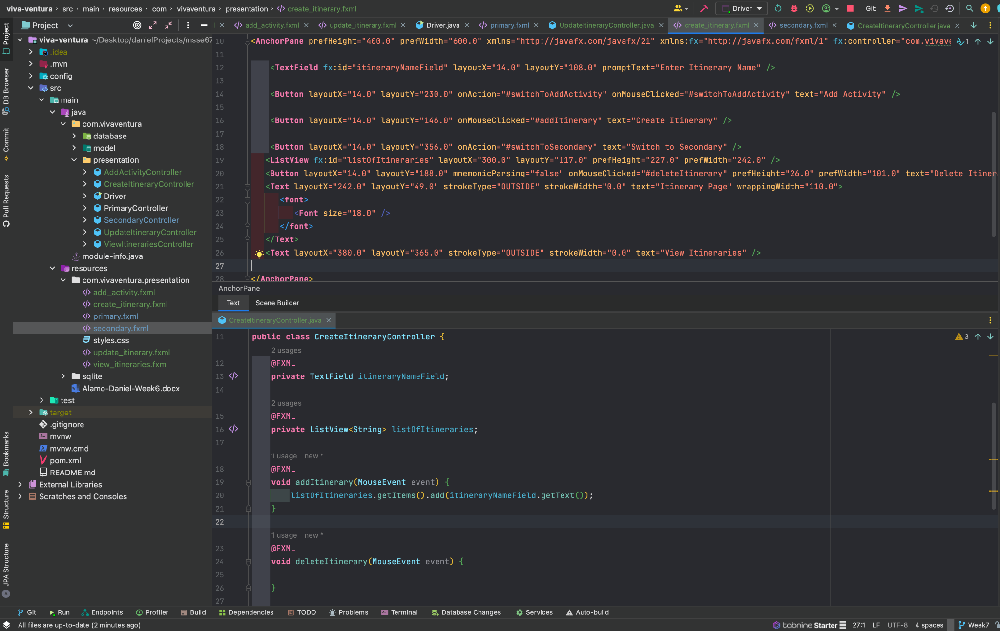 viva-ventura › src › main › resources › com › vivaventura › presentation › create_itinerary.fxml
Driver
Git:
Project
add_activity.fxml
update_itinerary.fxml
Driver.java
primary.fxml
UpdateItineraryController.java
create_itinerary.fxml
secondary.fxml
CreateItineraryController.java
Project
DB Browser
Commit
Pull Requests
Bookmarks
Structure
JPA Structure
viva-ventura ~/Desktop/danielProjects/msse67
.idea
.mvn
config
src
main
java
com.vivaventura
database
model
presentation
AddActivityController
CreateItineraryController
Driver
PrimaryController
SecondaryController
UpdateItineraryController
ViewItinerariesController
module-info.java
resources
com.vivaventura.presentation
add_activity.fxml
create_itinerary.fxml
primary.fxml
secondary.fxml
styles.css
update_itinerary.fxml
view_itineraries.fxml
sqlite
Alamo-Daniel-Week6.docx
test
target
.gitignore
mvnw
mvnw.cmd
pom.xml
README.md
External Libraries
Scratches and Consoles
10 <AnchorPane prefHeight="400.0" prefWidth="600.0" xmlns="http://javafx.com/javafx/21" xmlns:fx="http://javafx.com/fxml/1" fx:controller="com.vivave 1
11
12 <TextField fx:id="itineraryNameField" layoutX="14.0" layoutY="108.0" promptText="Enter Itinerary Name" />
13
14 <Button layoutX="14.0" layoutY="230.0" onAction="#switchToAddActivity" onMouseClicked="#switchToAddActivity" text="Add Activity" />
15
16 <Button layoutX="14.0" layoutY="146.0" onMouseClicked="#addItinerary" text="Create Itinerary" />
17
18 <Button layoutX="14.0" layoutY="356.0" onAction="#switchToSecondary" text="Switch to Secondary" />
19 <ListView fx:id="listOfItineraries" layoutX="300.0" layoutY="117.0" prefHeight="227.0" prefWidth="242.0" />
20 <Button layoutX="14.0" layoutY="188.0" mnemonicParsing="false" onMouseClicked="#deleteItinerary" prefHeight="26.0" prefWidth="101.0" text="Delete Itiner
21 <Text layoutX="242.0" layoutY="49.0" strokeType="OUTSIDE" strokeWidth="0.0" text="Itinerary Page" wrappingWidth="110.0">
22 <font>
23 <Font size="18.0" />
24 </font>
25 </Text>
26 <Text layoutX="380.0" layoutY="365.0" strokeType="OUTSIDE" strokeWidth="0.0" text="View Itineraries" />
27
28 </AnchorPane>
AnchorPane
Text
Scene Builder
CreateItineraryController.java
11 public class CreateItineraryController {
3
2 usages
12 @FXML
13 private TextField itineraryNameField;
14
2 usages
15 @FXML
16 private ListView<String> listOfItineraries;
17
1 usage new *
18 @FXML
19 void addItinerary(MouseEvent event) {
20 listOfItineraries.getItems().add(itineraryNameField.getText());
21 }
22
1 usage new *
23 @FXML
24 void deleteItinerary(MouseEvent event) {
25
26 }
27
Git
Run
Endpoints
Profiler
Build
Dependencies
TODO
Problems
Terminal
Database Changes
Services
Auto-build
All files are up-to-date (2 minutes ago)
tabnine Starter
27:1
LF
UTF-8
4 spaces
Week7